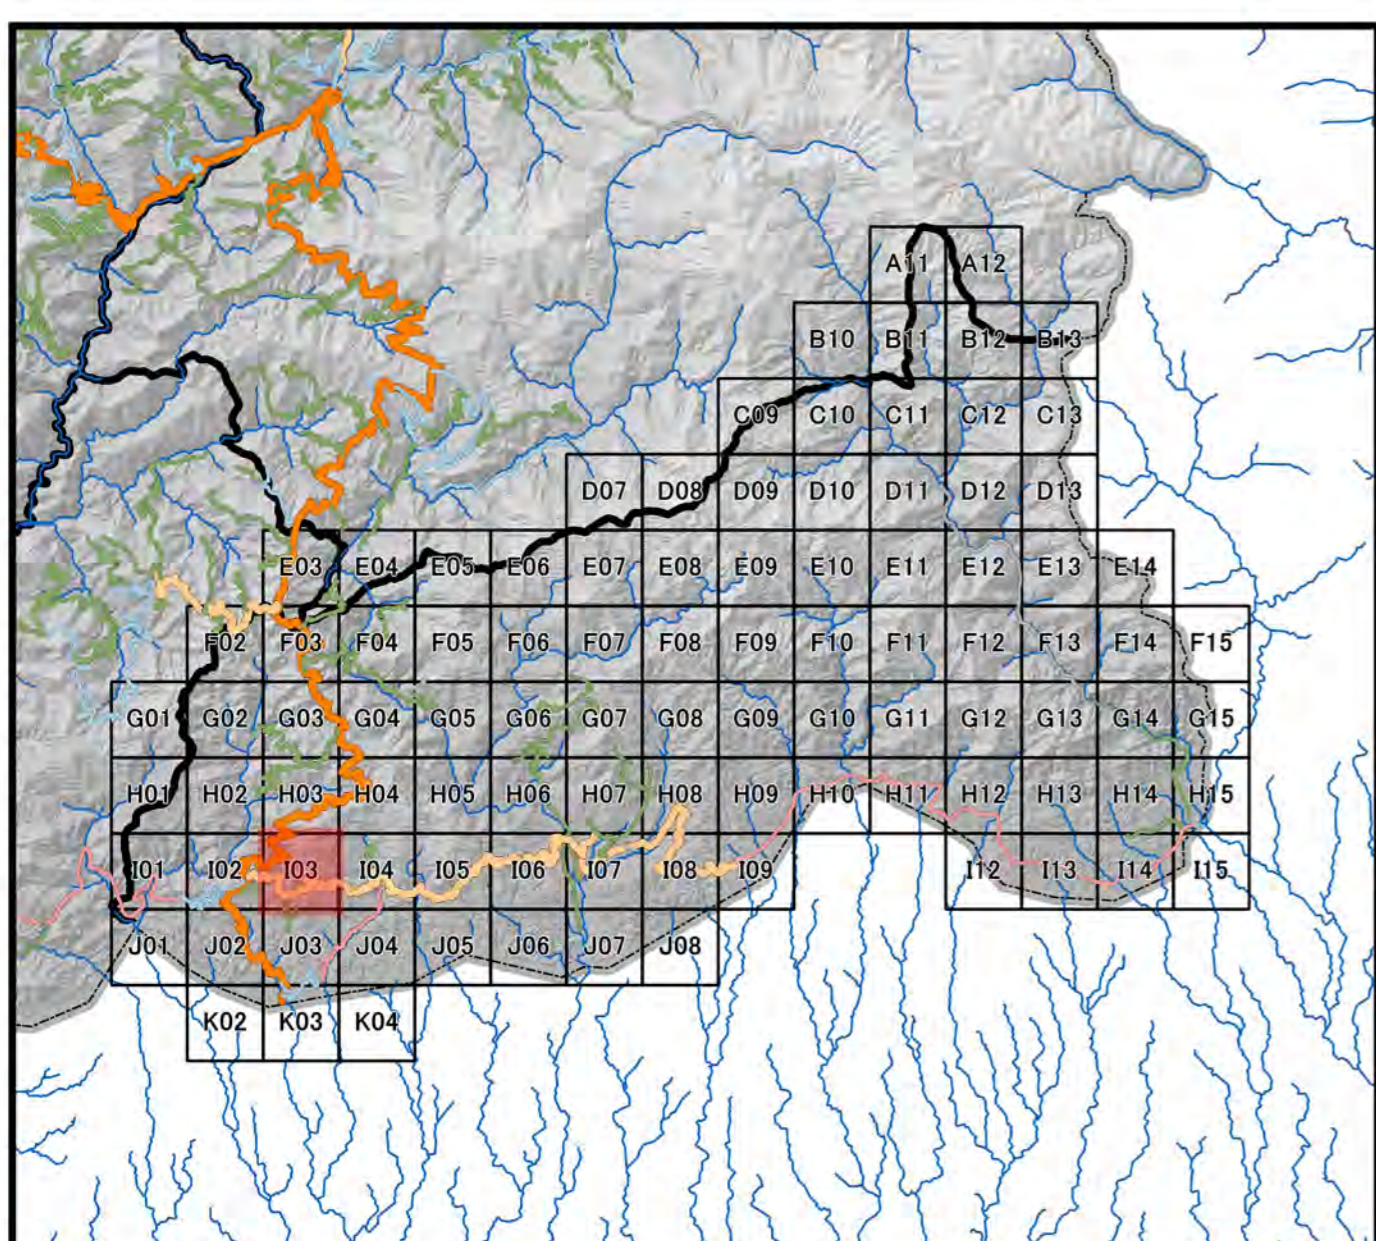 A11 A12
B10 B11 B12 B13
C09 C10 C11 C12 C13
D07 D08 D09 D10 D11 D12 D13
E03 E04 E05 E06 E07 E08 E09 E10 E11 E12 E13 E14
F02 F03 F04 F05 F06 F07 F08 F09 F10 F11 F12 F13 F14 F15
G01 G02 G03 G04 G05 G06 G07 G08 G09 G10 G11 G12 G13 G14 G15
H01 H02 H03 H04 H05 H06 H07 H08 H09 H10 H11 H12 H13 H14 H15
I01 I02 I03 I04 I05 I06 I07 I08 I09 I12 I13 I14 I15
J01 J02 J03 J04 J05 J06 J07 J08
K02 K03 K04